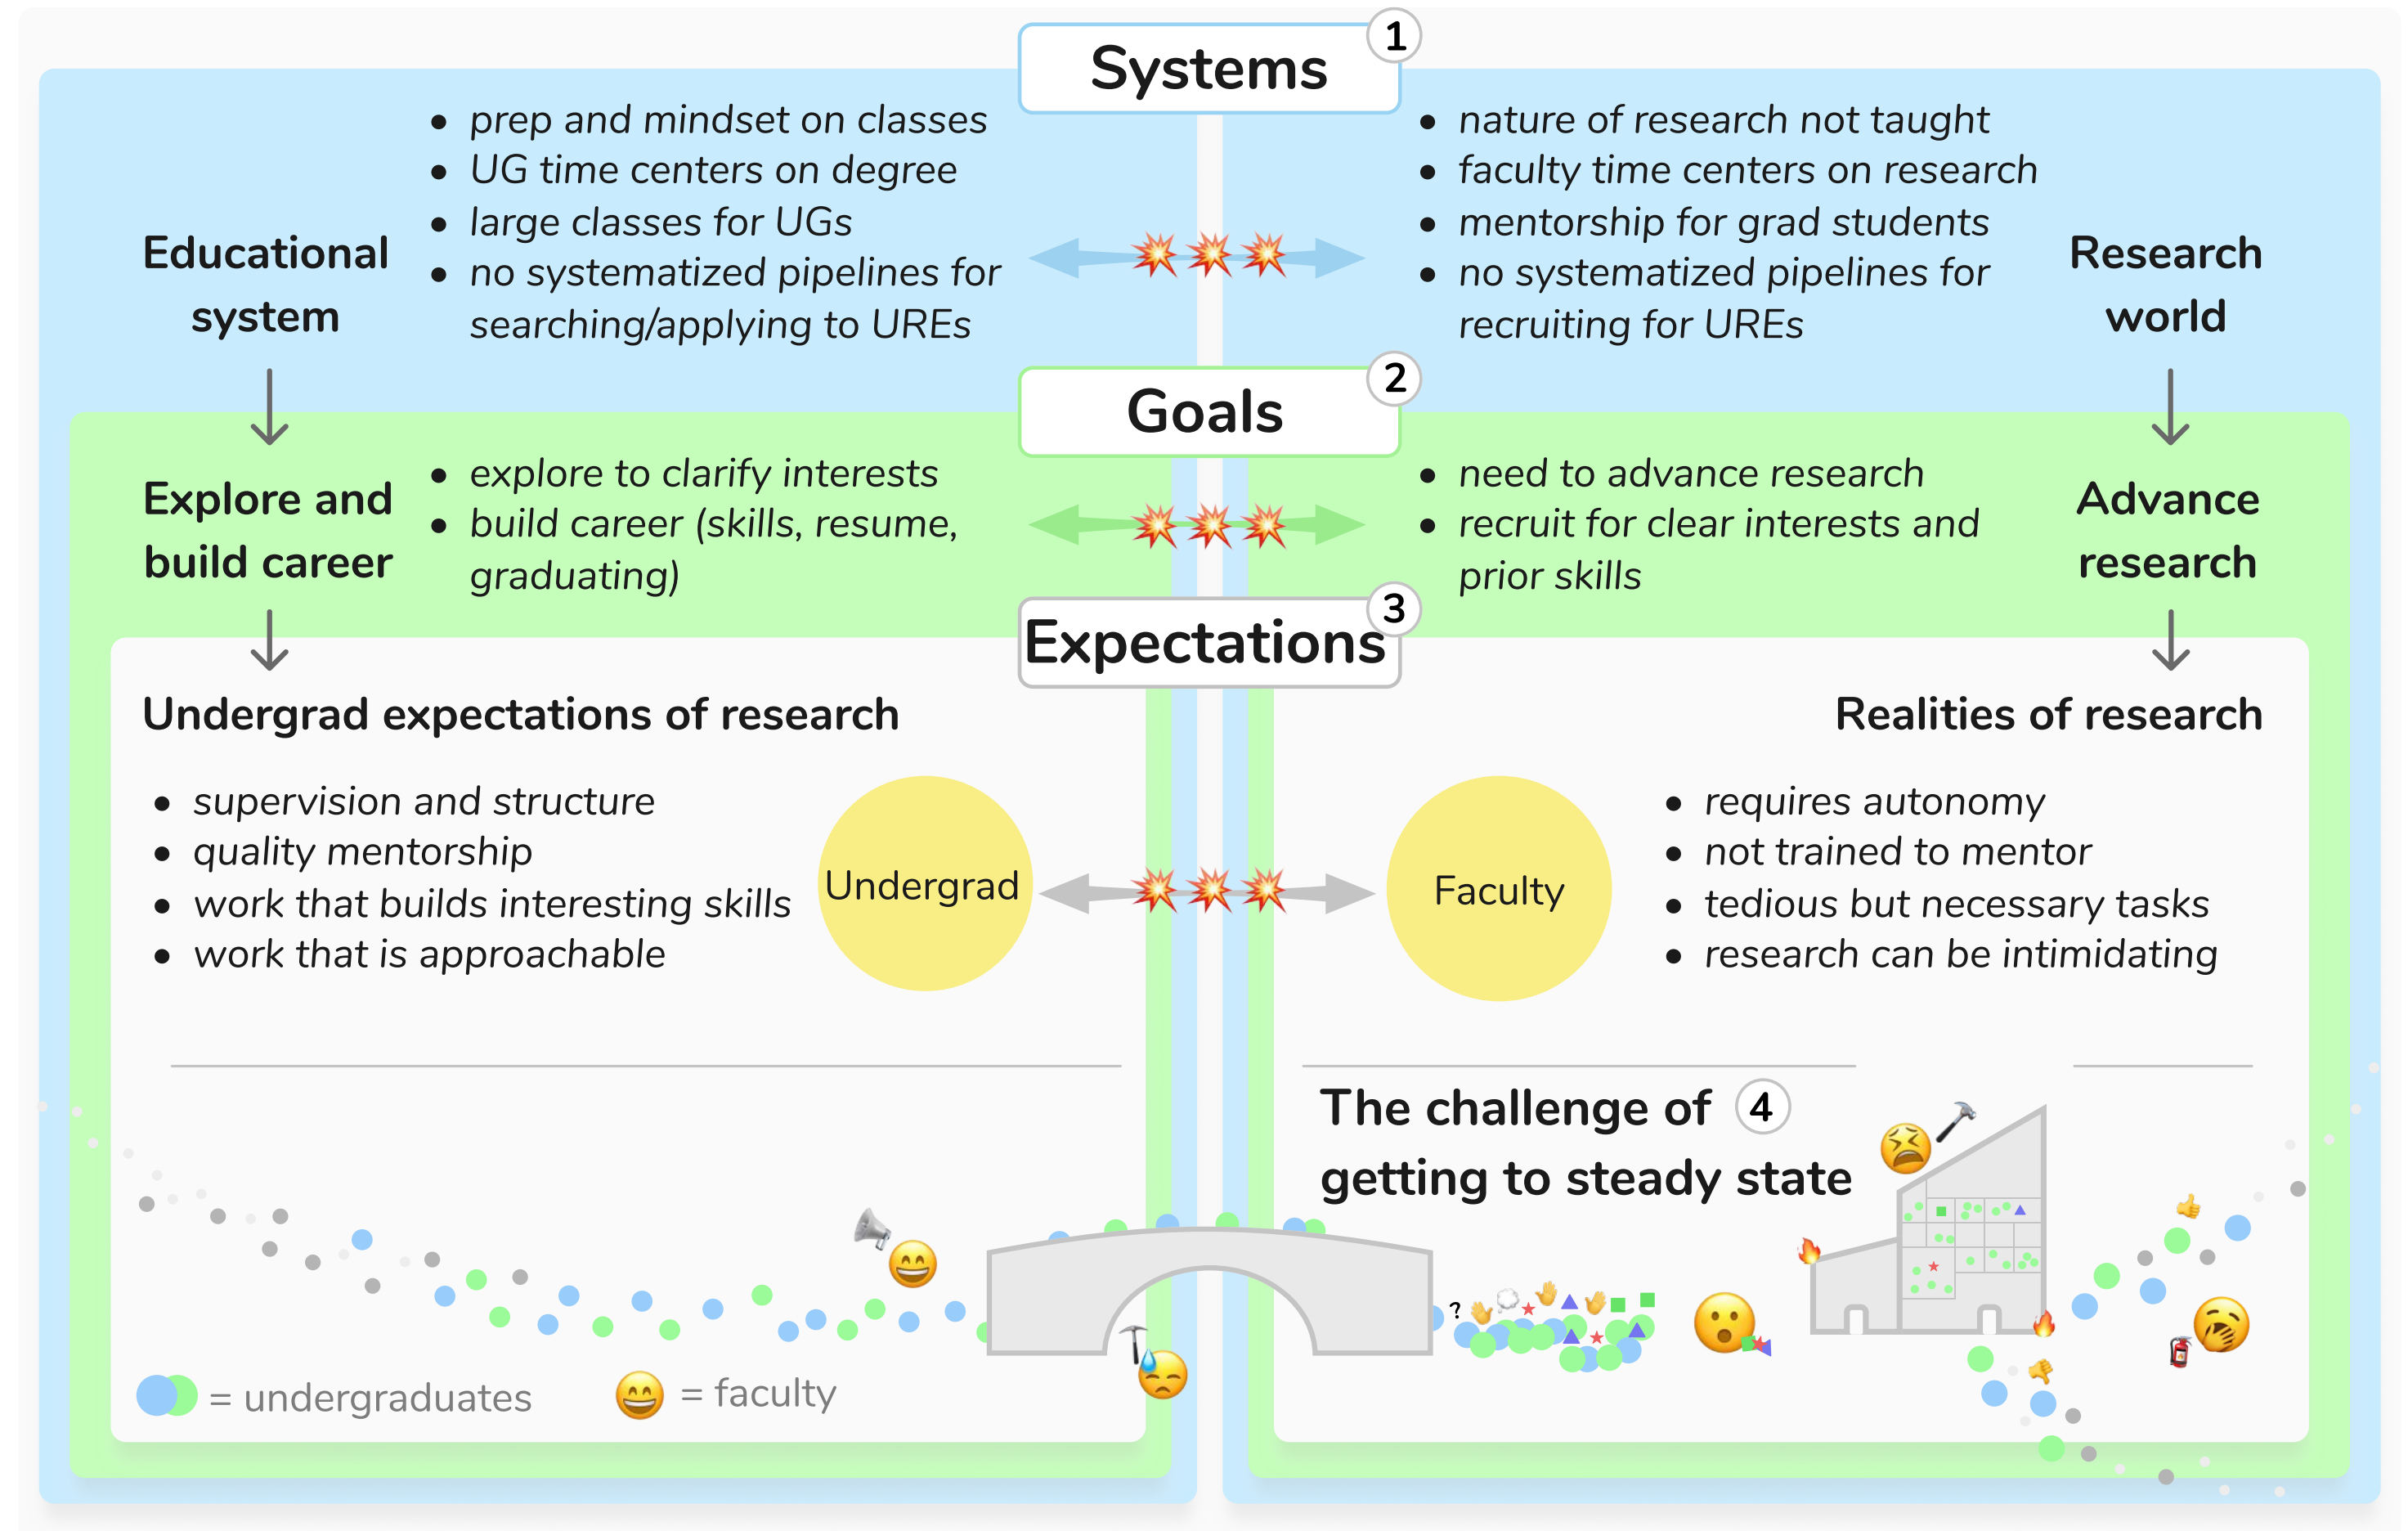 Systems
1
Educational
system
• prep and mindset on classes
• UG time centers on degree
• large classes for UGs
• no systematized pipelines for
searching/applying to UREs
• nature of research not taught
• faculty time centers on research
• mentorship for grad students
• no systematized pipelines for
recruiting for UREs
Research
world
Goals
2
Explore and
build career
• explore to clarify interests
• build career (skills, resume,
graduating)
• need to advance research
• recruit for clear interests and
prior skills
Advance
research
Expectations
3
Undergrad expectations of research
• supervision and structure
• quality mentorship
• work that builds interesting skills
• work that is approachable
Undergrad
Faculty
Realities of research
• requires autonomy
• not trained to mentor
• tedious but necessary tasks
• research can be intimidating
The challenge of 4
getting to steady state
?
= undergraduates
= faculty